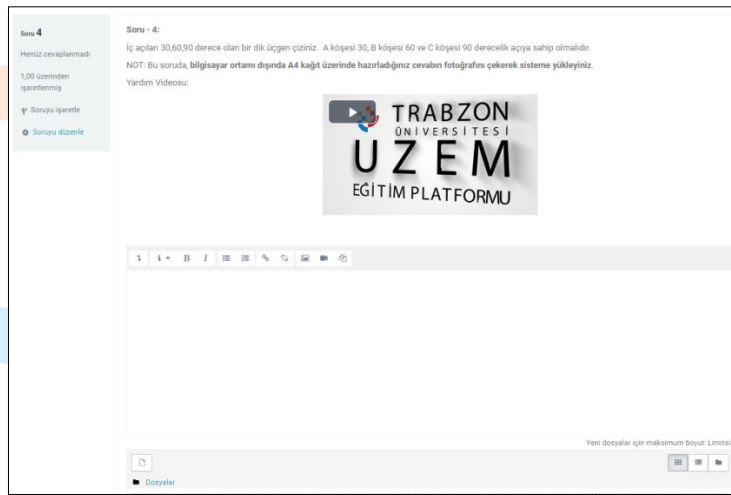 Soru 4
Henüz cevaplanmadı
1,00 üzerinden
işaretlenmiş
Soruyu işaretle
Soruyu düzenle
Soru - 4:
İç açıları 30,60,90 derece olan bir dik üçgen çiziniz. A köşesi 30, B köşesi 60 ve C köşesi 90 derecelik açıya sahip olmalıdır.
NOT: Bu soruda, bilgisayar ortamı dışında A4 kağıt üzerinde hazırladığınız cevabın fotoğrafını çekerek sisteme yükleyiniz.
Yardım Videosu:
TRABZON
ÜNİVERSİTESİ
UZEM
EĞİTİM PLATFORMU
B I
Yeni dosyalar için maksimum boyut: Limitsi
Dosyalar